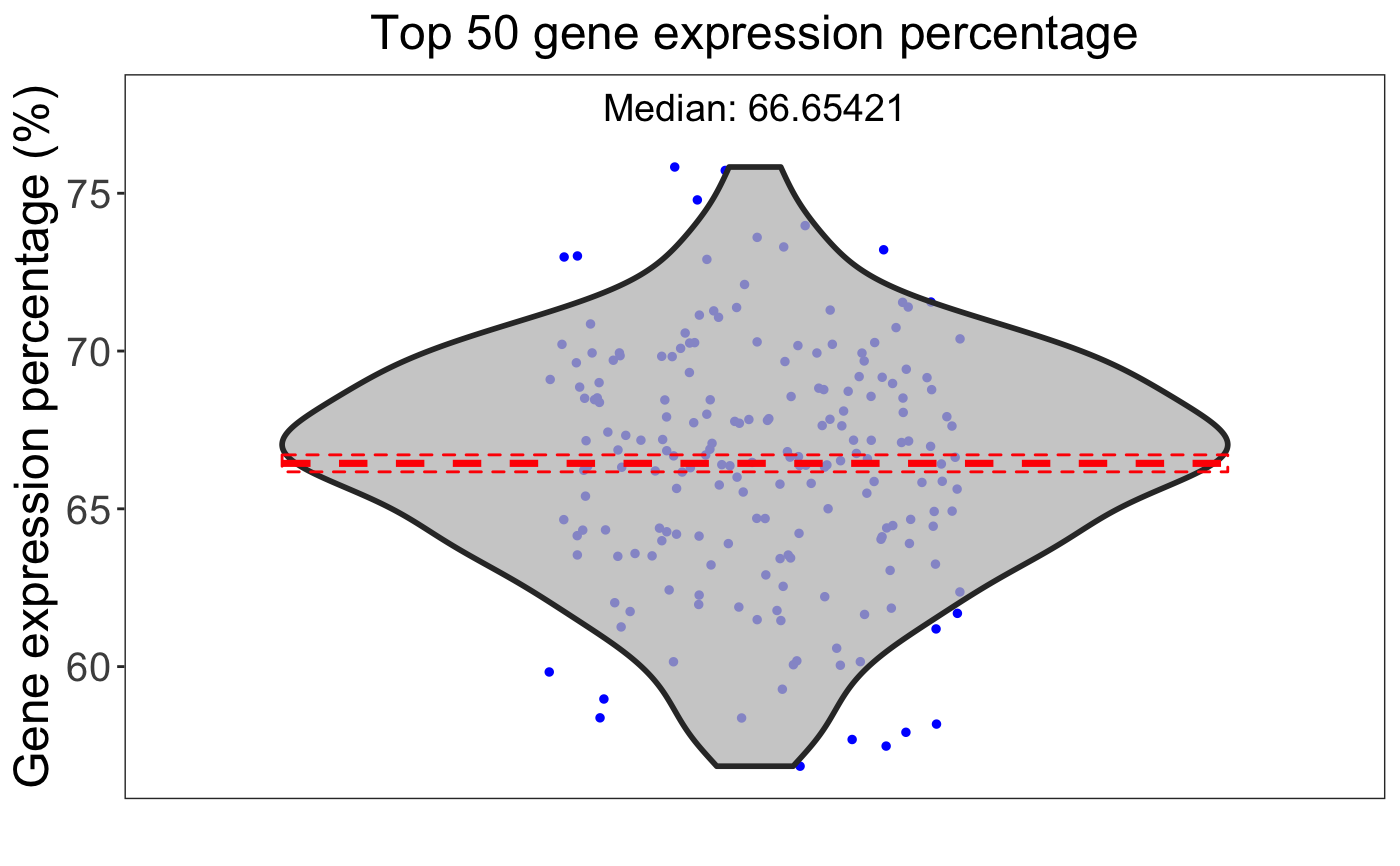 Top 50 gene expression percentage
Median: 66.65421
Gene expression percentage (%)
75
70
65
60